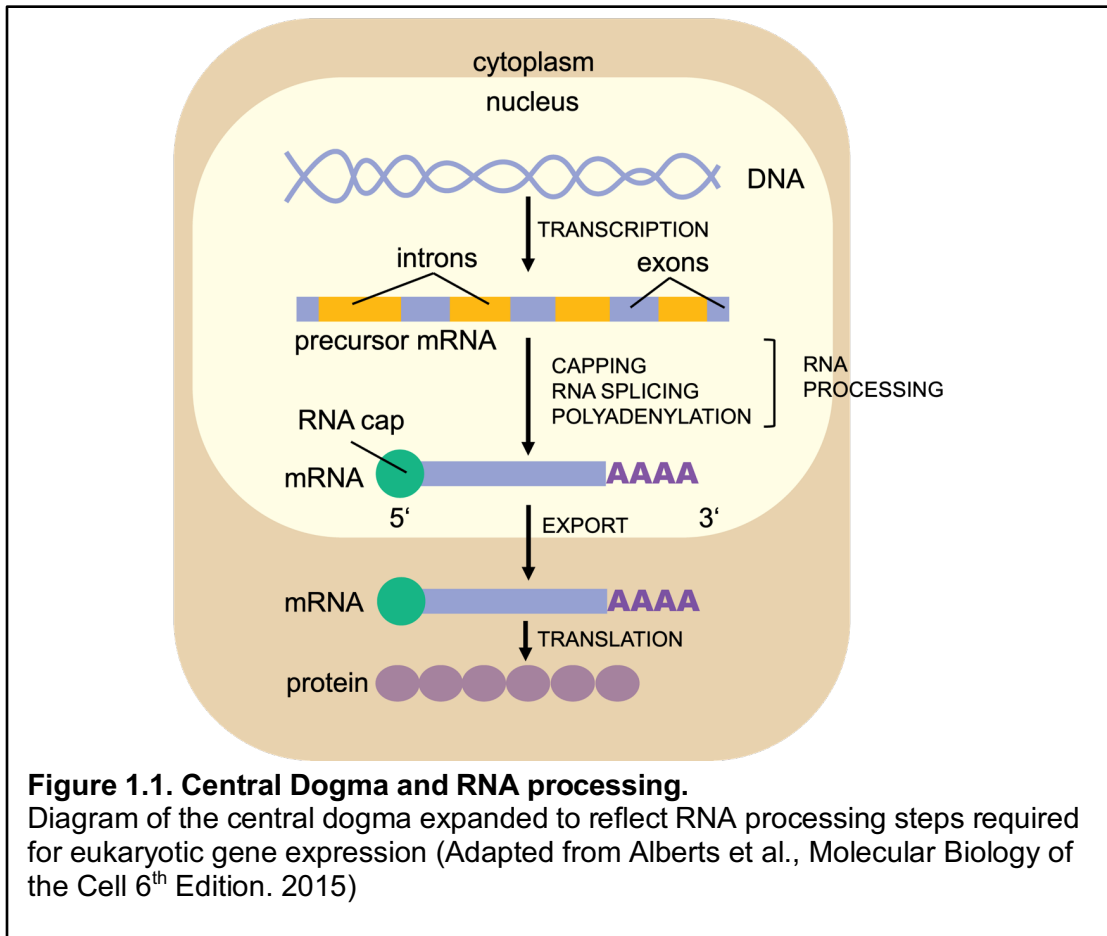 cytoplasm
nucleus
DNA
TRANSCRIPTION
introns
exons
precursor mRNA
CAPPING
RNA SPLICING
POLYADENYLATION
RNA
PROCESSING
RNA cap
mRNA
AAAA
5‘
3‘
EXPORT
mRNA
AAAA
TRANSLATION
protein
Figure 1.1. Central Dogma and RNA processing.
Diagram of the central dogma expanded to reflect RNA processing steps required
for eukaryotic gene expression (Adapted from Alberts et al., Molecular Biology of
the Cell 6th Edition. 2015)